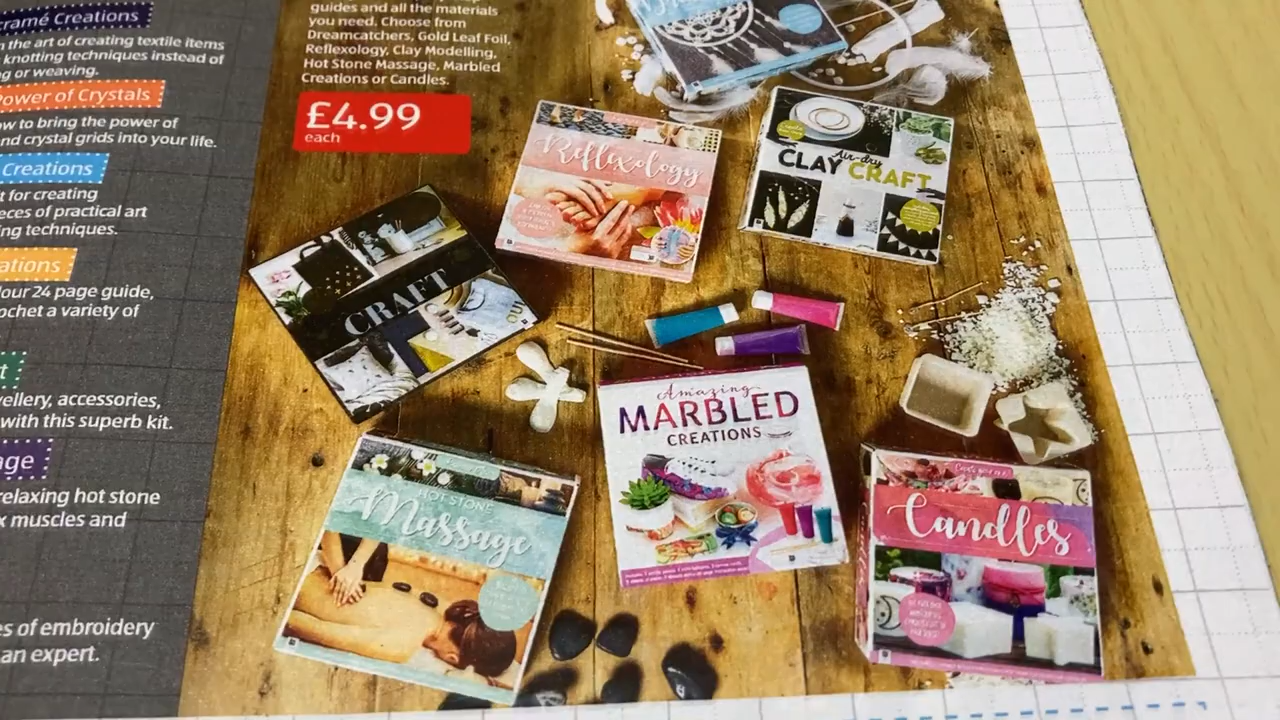 ramé Creations
the art of creating textile items
knotting techniques instead of
g or weaving.
Power of Crystals
ow to bring the power of
nd crystal grids into your life.
Creations
t for creating
eces of practical art
ing techniques.
ations
lour 24 page guide,
ochet a variety of
t
vellery, accessories,
with this superb kit.
age
relaxing hot stone
x muscles and
es of embroidery
an expert.
guides and all the materials
you need. Choose from
Dreamcatchers, Gold Leaf Foil,
Reflexology, Clay Modelling,
Hot Stone Massage, Marbled
Creations or Candles.
£4.99
each
Reflexology
Air-dry
CLAY CRAFT
CRAFT
Amazing
MARBLED
CREATIONS
HOT STONE
Massage
Candles